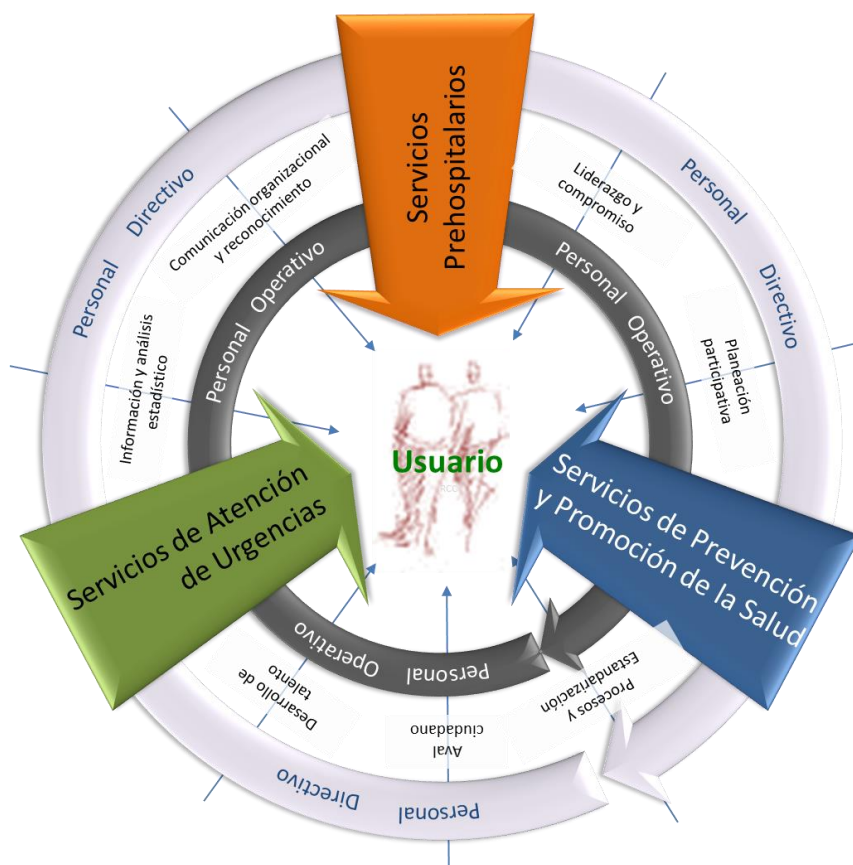 Servicios
Prehospitalarios
Personal Directivo
Personal Directivo
Comunicación organizacional
y reconocimiento
Liderazgo y
compromiso
Personal Operativo
Personal Operativo
Información y análisis
estadístico
Planeación
participativa
Usuario
Servicios de Atención
de Urgencias
Servicios de Prevención
y Promoción de la Salud
Personal Operativo
Desarrollo de
talento
Aval
ciudadano
Procesos y
Estandarización
Personal Directivo